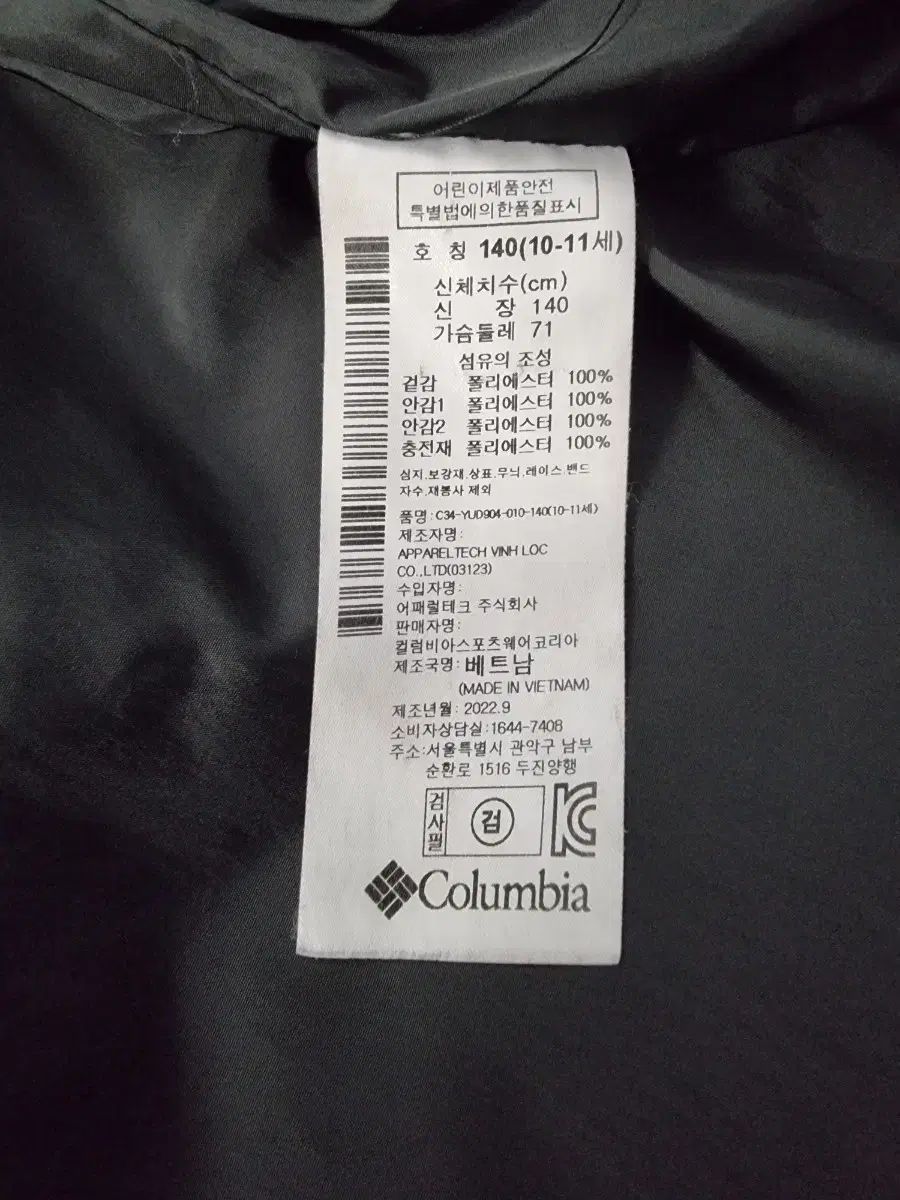 어린이제품안전
특별법에의한품질표시
호 칭 140(10-11세)
신체치수(cm)
신 장 140
가슴둘레 71
섬유의 조성
겉감 폴리에스터 100%
안감1 폴리에스터 100%
안감2 폴리에스터 100%
충전재 폴리에스터 100%
심지.보강재.상표.무늬.레이스.밴드
자수.재봉사 제외
품명:C34-YUD904-010-140(10-11세)
제조자명:
APPARELTECH VINH LOC
CO.,LTD(03123)
수입자명:
어패럴테크 주식회사
판매자명:
컬럼비아스포츠웨어코리아
제조국명:베트남
(MADE IN VIETNAM)
제조년월:2022.9
소비자상담실:1644-7408
주소:서울특별시 관악구 남부
순환로 1516 두진양행
검사필
검
KC
Columbia